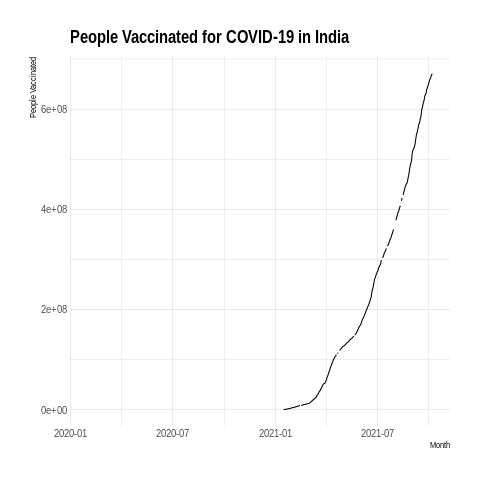 People Vaccinated for COVID-19 in India
People Vaccinated
6e+08
4e+08
2e+08
0e+00
2020-01 2020-07 2021-01 2021-07
Month